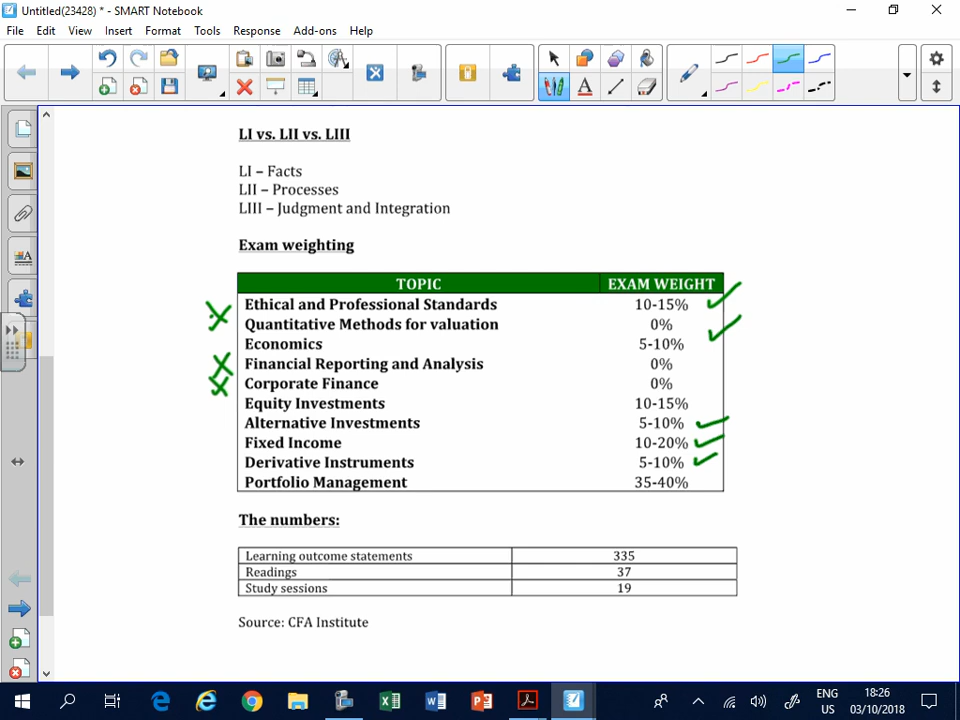 Untitled(23428) * - SMART Notebook
File Edit View Insert Format Tools Response Add-ons Help
LI vs. LII vs. LIII
LI – Facts
LII – Processes
LIII – Judgment and Integration
Exam weighting
TOPIC EXAM WEIGHT
Ethical and Professional Standards 10-15%
Quantitative Methods for valuation 0%
Economics 5-10%
Financial Reporting and Analysis 0%
Corporate Finance 0%
Equity Investments 10-15%
Alternative Investments 5-10%
Fixed Income 10-20%
Derivative Instruments 5-10%
Portfolio Management 35-40%
The numbers:
Learning outcome statements 335
Readings 37
Study sessions 19
Source: CFA Institute
ENG 18:26
US 03/10/2018